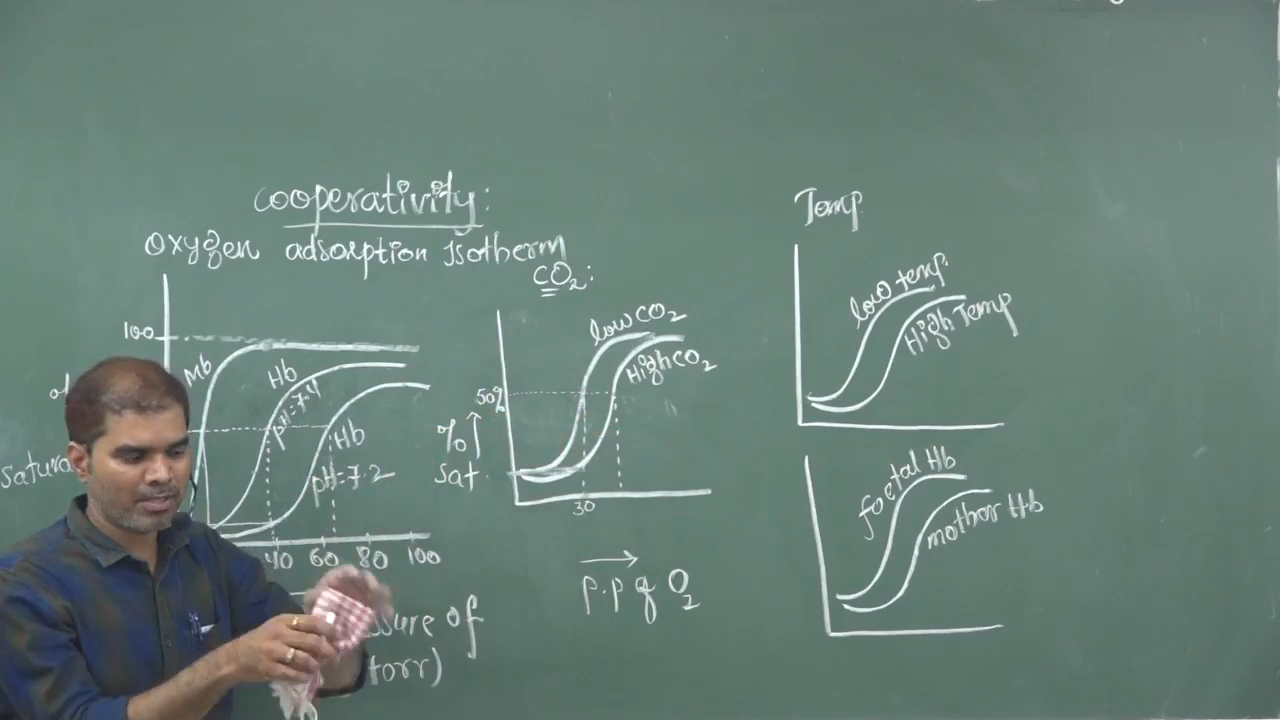 cooperativity:
oxygen adsorption Isotherm
100
Mb
Hb
pH=7.4
Hb
pH=7.2
40 60 80 100
of
torr)
CO2:
low CO2
High CO2
50%
%
Sat
30
p.p of O2
Temp
low temp.
High Temp
foetal Hb
mother Hb